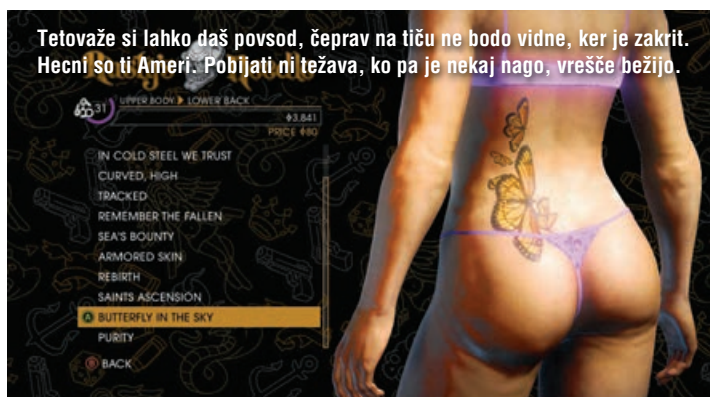 Tetovaže si lahko daš povsod, čeprav na tiču ne bodo vidne, ker je zakrit.
Hecni so ti Ameri. Pobijati ni težava, ko pa je nekaj nago, vrešče bežijo.
31
UPPER BODY LOWER BACK
3,841
PRICE 80
IN COLD STEEL WE TRUST
CURVED, HIGH
TRACKED
REMEMBER THE FALLEN
SEA'S BOUNTY
ARMORED SKIN
REBIRTH
SAINTS ASCENSION
A BUTTERFLY IN THE SKY
PURITY
B BACK